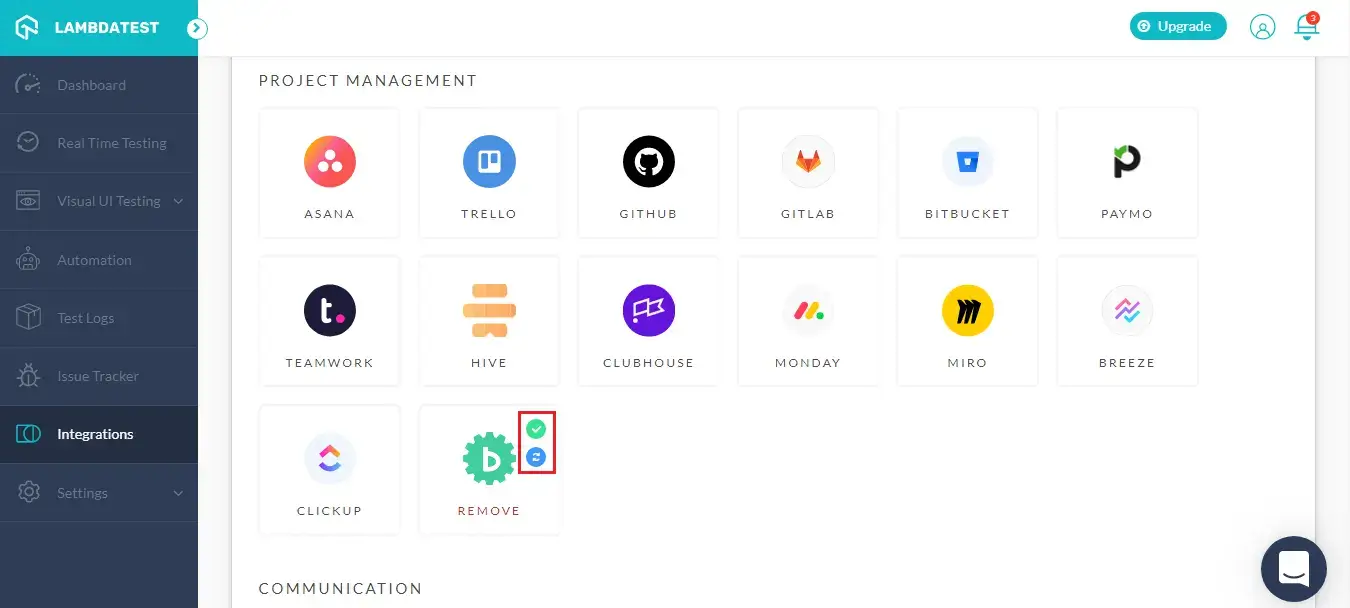 LAMBDATEST
Upgrade
3
Dashboard
Real Time Testing
Visual UI Testing
Automation
Test Logs
Issue Tracker
Integrations
Settings
PROJECT MANAGEMENT
ASANA
TRELLO
GITHUB
GITLAB
BITBUCKET
PAYMO
t.
TEAMWORK
HIVE
CLUBHOUSE
MONDAY
MIRO
BREEZE
CLICKUP
b
REMOVE
COMMUNICATION